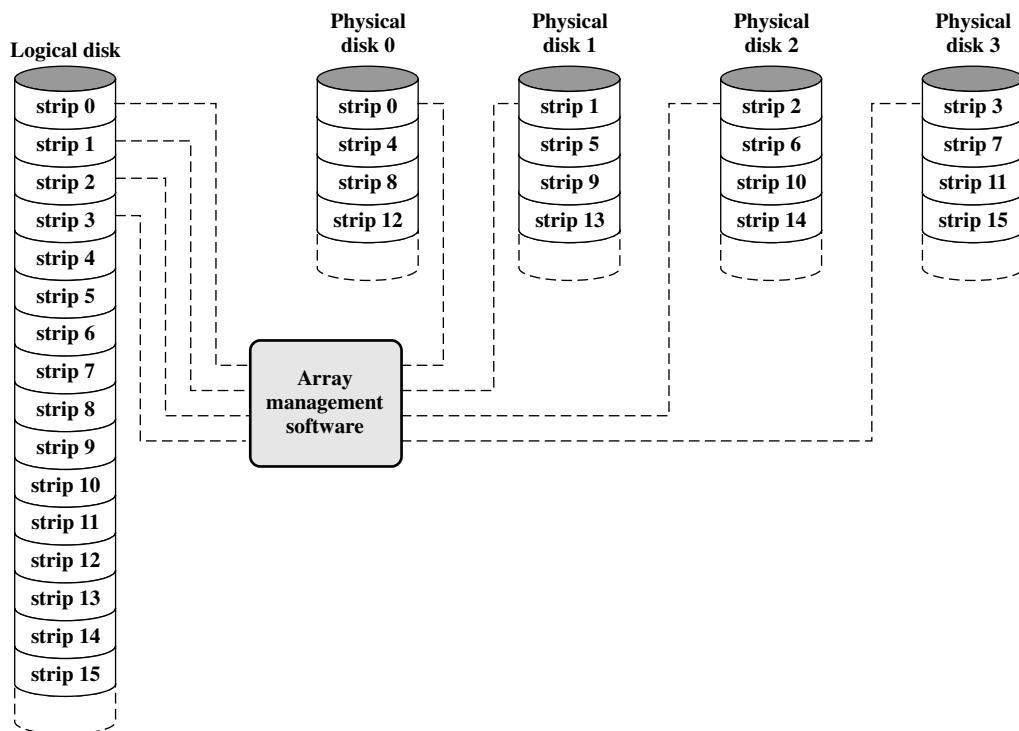 Logical disk
strip 0
strip 1
strip 2
strip 3
strip 4
strip 5
strip 6
strip 7
strip 8
strip 9
strip 10
strip 11
strip 12
strip 13
strip 14
strip 15
Physical
disk 0
strip 0
strip 4
strip 8
strip 12
Physical
disk 1
strip 1
strip 5
strip 9
strip 13
Physical
disk 2
strip 2
strip 6
strip 10
strip 14
Physical
disk 3
strip 3
strip 7
strip 11
strip 15
Array
management
software